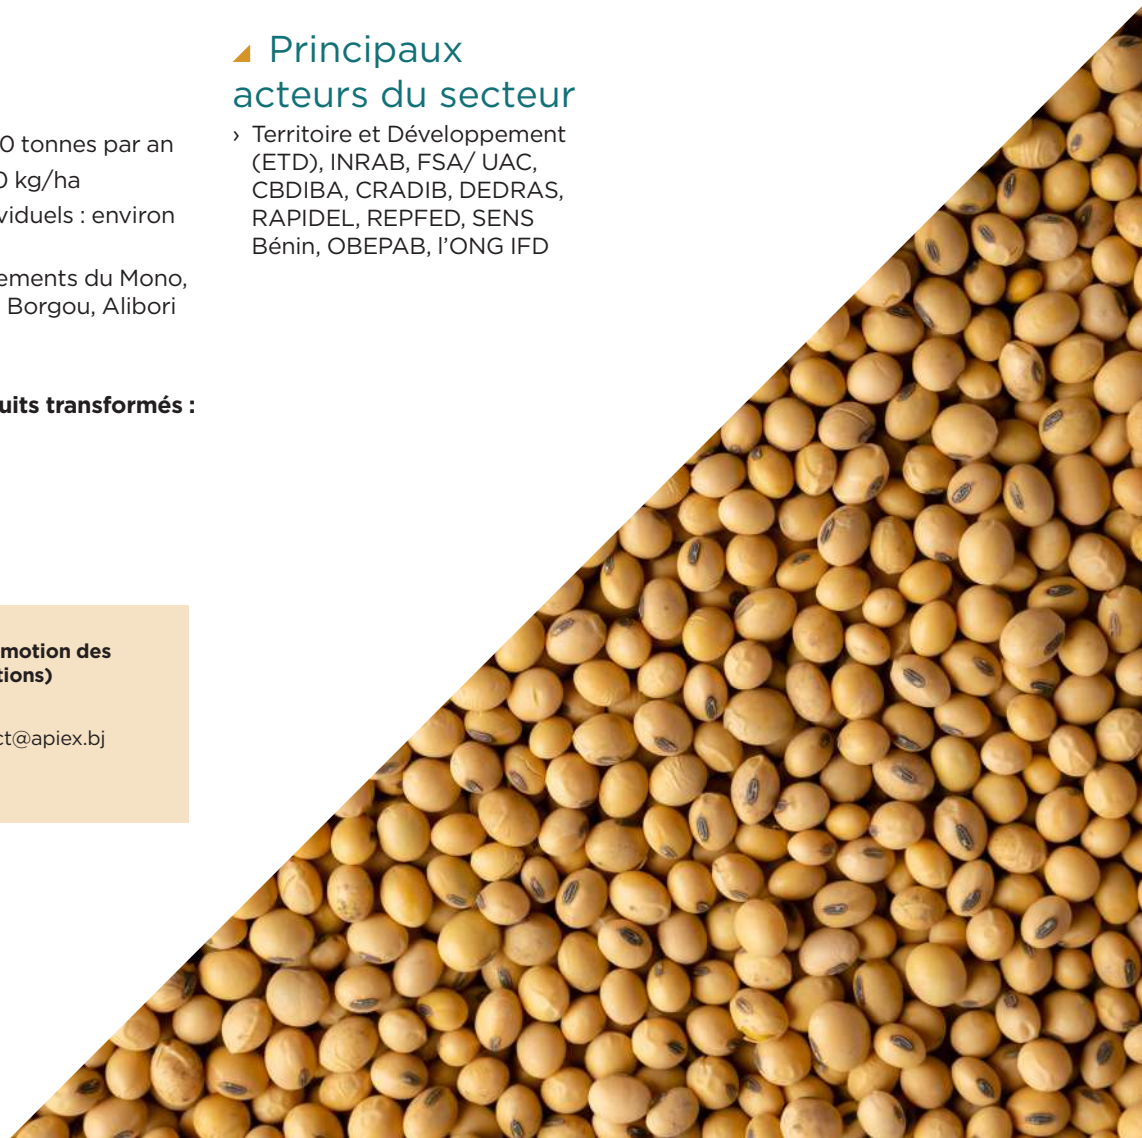 0 tonnes par an
0 kg/ha
viduels : environ
ements du Mono,
Borgou, Alibori
uits transformés :
motion des
tions)
ct@apiex.bj
Principaux
acteurs du secteur
› Territoire et Développement
(ETD), INRAB, FSA/ UAC,
CBDIBA, CRADIB, DEDRAS,
RAPIDEL, REPFED, SENS
Bénin, OBEPAB, l’ONG IFD